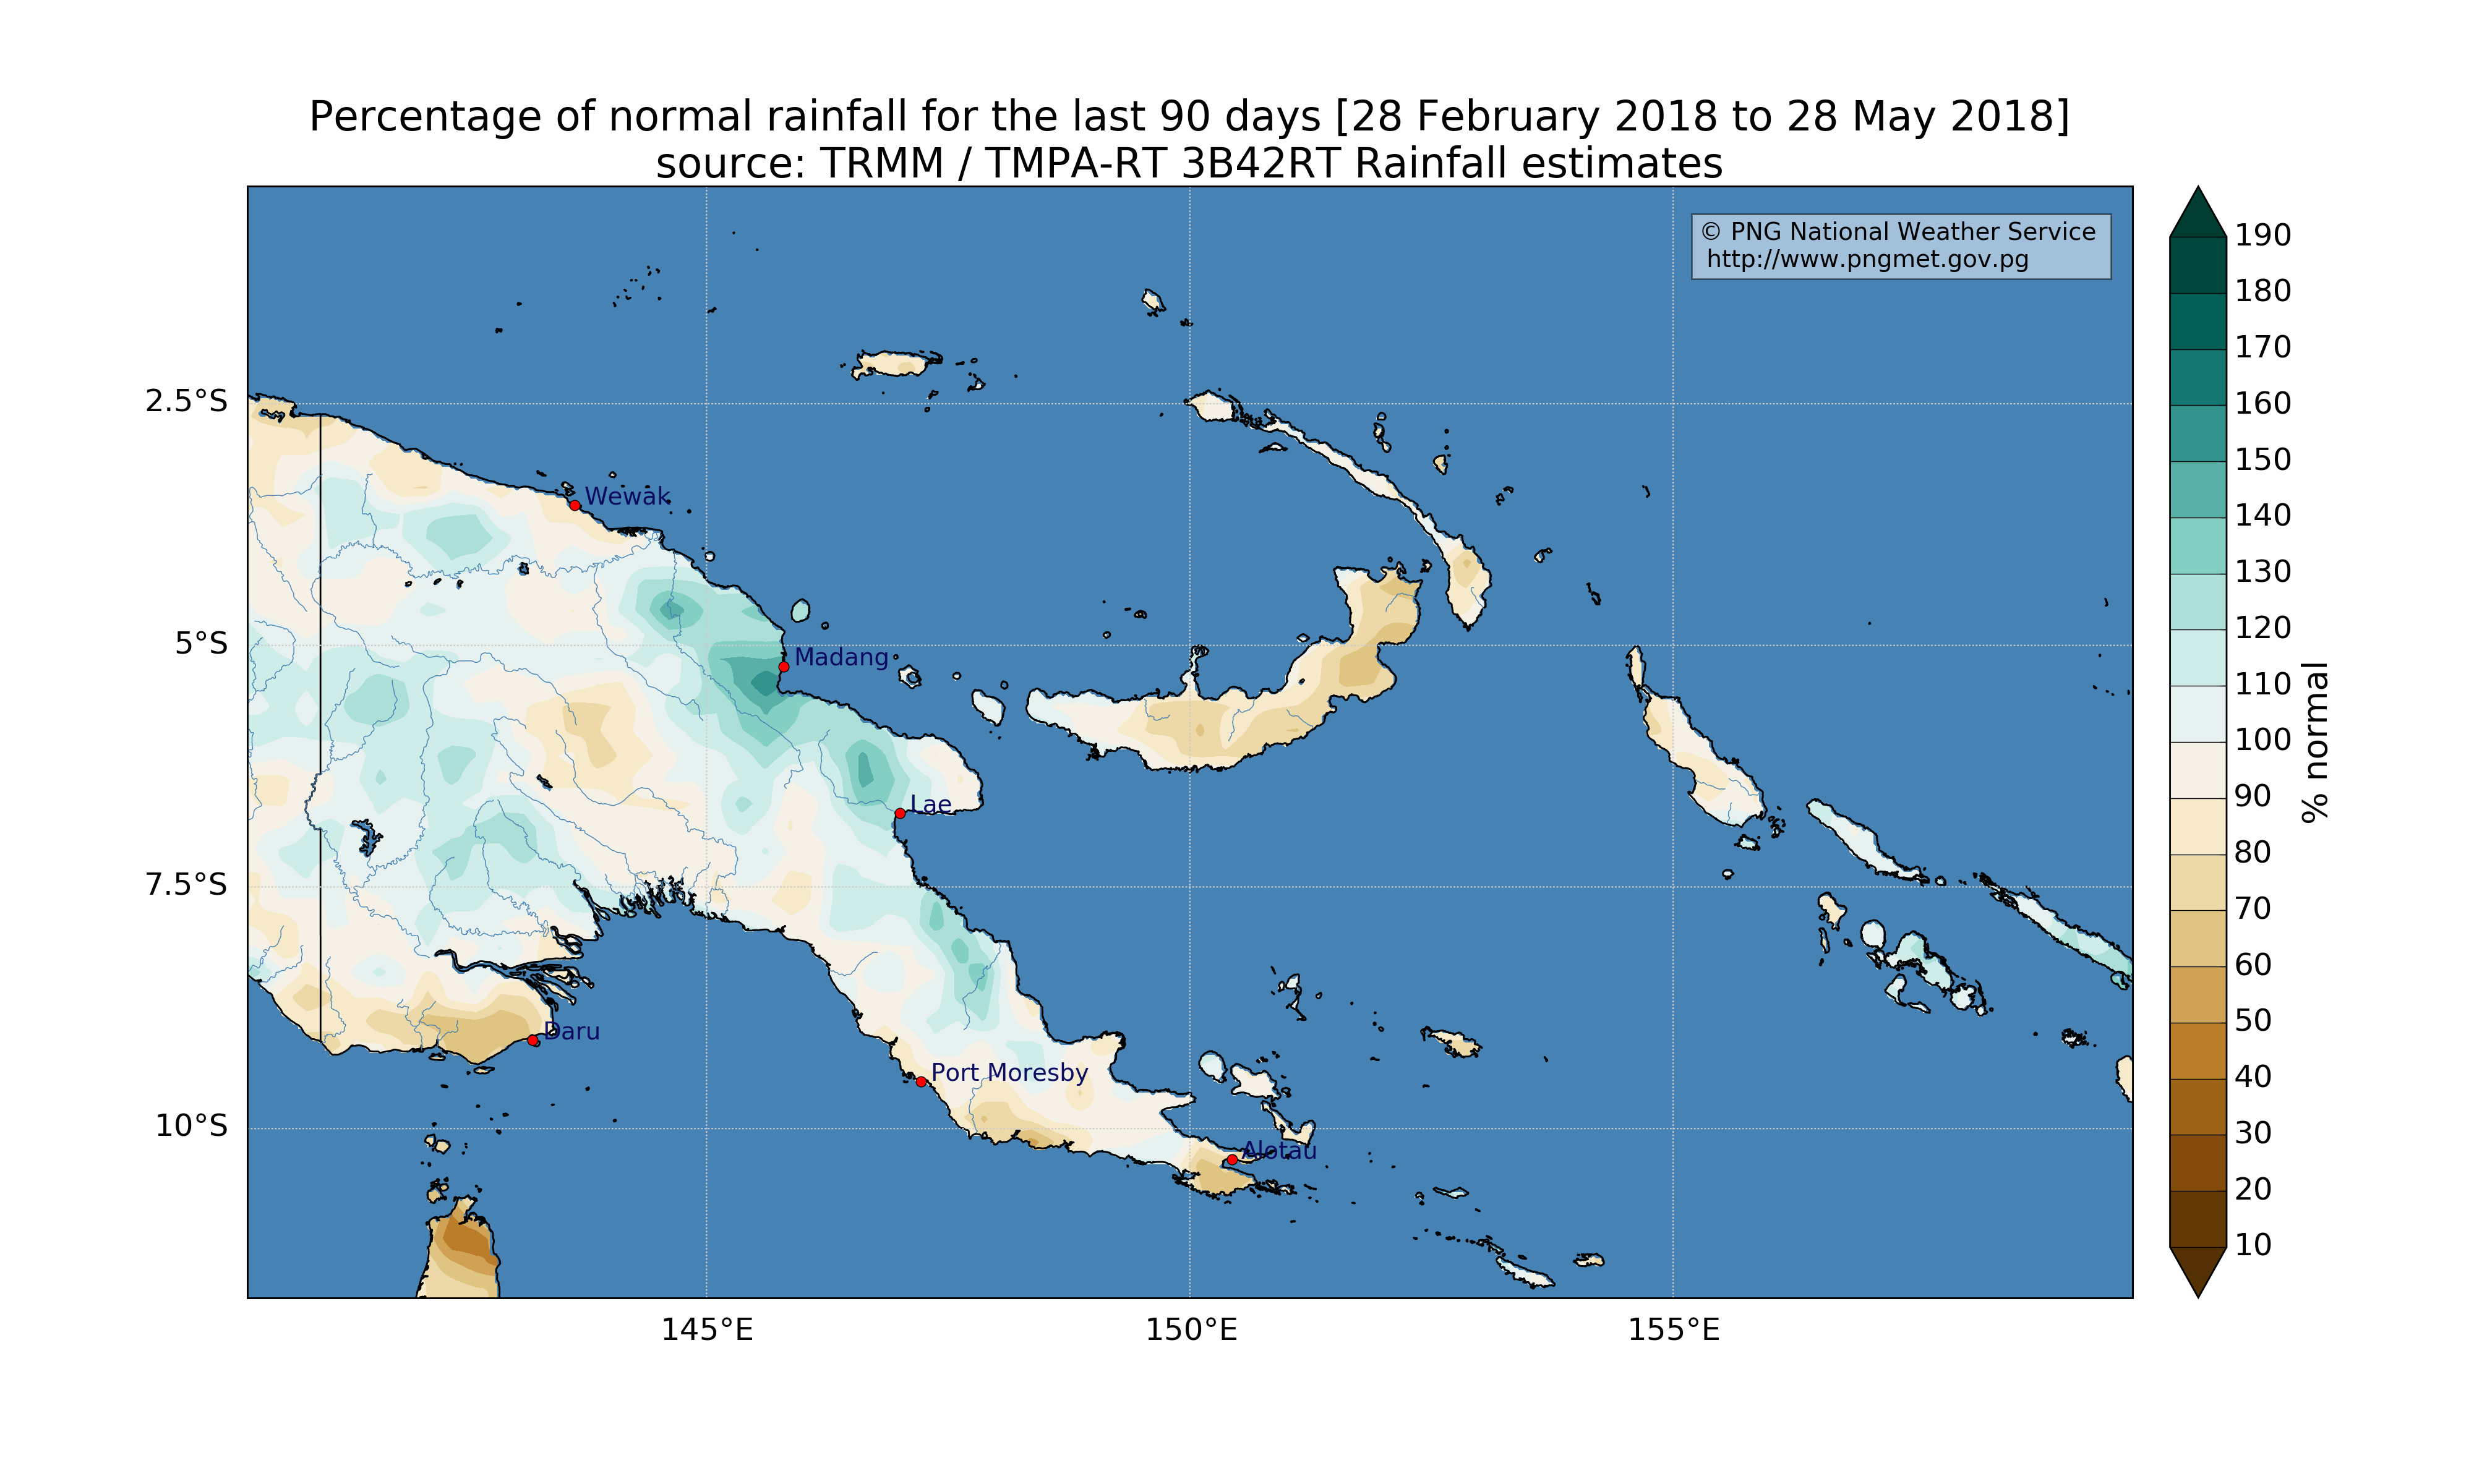 Percentage of normal rainfall for the last 90 days [28 February 2018 to 28 May 2018]
source: TRMM / TMPA-RT 3B42RT Rainfall estimates
© PNG National Weather Service
http://www.pngmet.gov.pg
190
180
170
160
150
140
130
120
110
100
90
80
70
60
50
40
30
20
10
% normal
2.5°S
5°S
7.5°S
10°S
Wewak
Madang
Lae
Daru
Port Moresby
Alotau
145°E
150°E
155°E